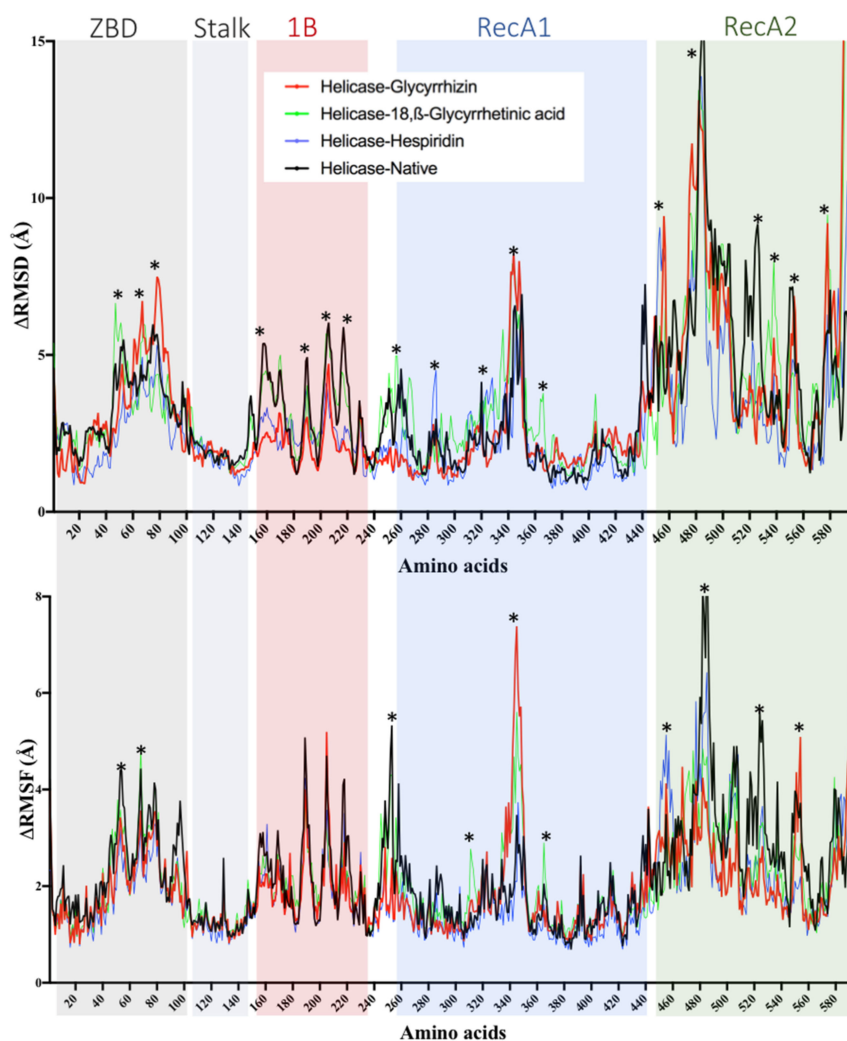 ZBD Stalk 1B RecA1 RecA2
15
10
5
0
ΔRMSD (Å)
Helicase-Glycyrrhizin
Helicase-18,ß-Glycyrrhetinic acid
Helicase-Hespiridin
Helicase-Native
* * * * * * * * * * * * * * * * * * *
20 40 60 80 100 120 140 160 180 200 220 240 260 280 300 320 340 360 380 400 420 440 460 480 500 520 540 560 580
Amino acids
8
6
4
2
0
ΔRMSF (Å)
* * * * * * * * * *
20 40 60 80 100 120 140 160 180 200 220 240 260 280 300 320 340 360 380 400 420 440 460 480 500 520 540 560 580
Amino acids